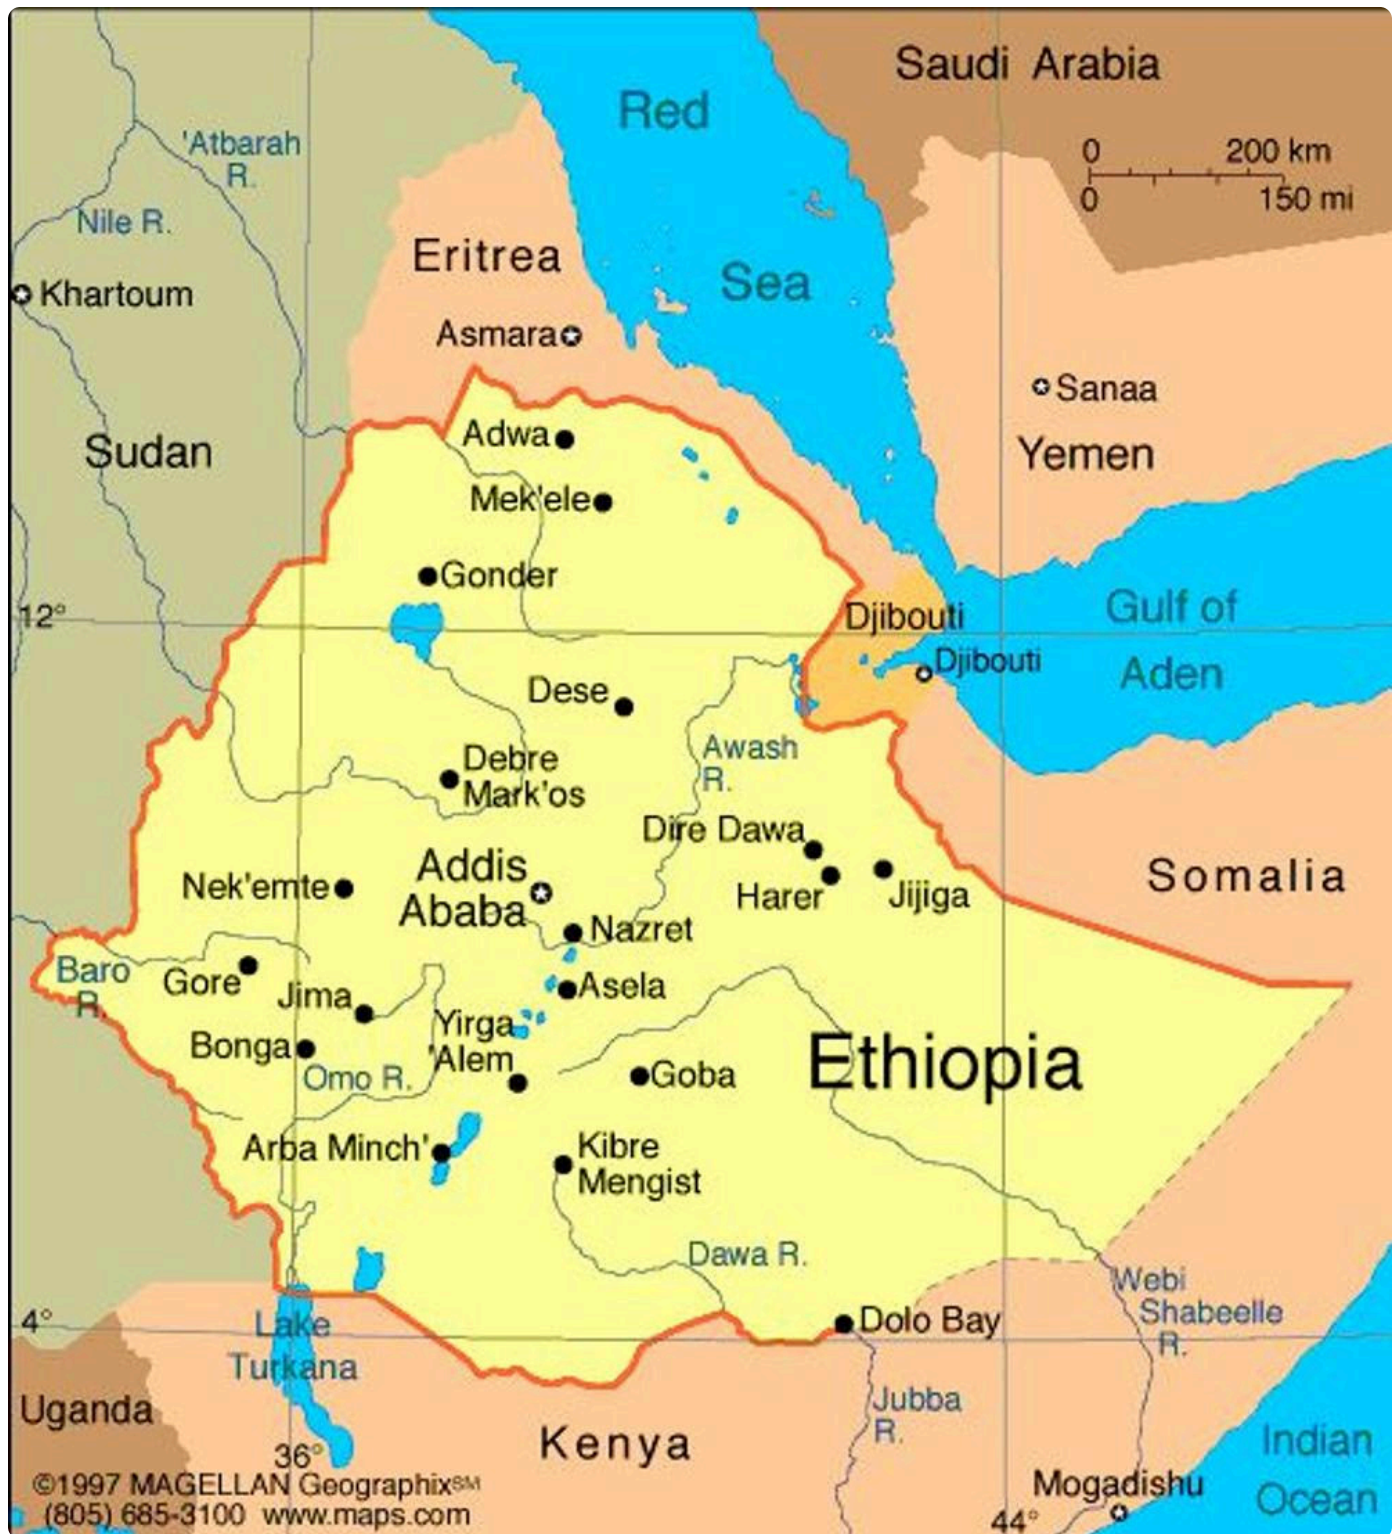 Saudi Arabia
Red
'Atbarah
R.
0 200 km
0 150 mi
Nile R.
Eritrea
Sea
Khartoum
Asmara
Sanaa
Adwa
Sudan
Yemen
Mek'ele
Gonder
12°
Djibouti
Gulf of
Aden
Djibouti
Dese
Awash
R.
Debre
Mark'os
Dire Dawa
Addis
Ababa
Nek'emte
Harer
Jijiga
Somalia
Nazret
Baro
R.
Gore
Jima
Asela
Yirga
'Alem
Bonga
Omo R.
Goba
Ethiopia
Arba Minch'
Kibre
Mengist
Dawa R.
Webi
Shabeelle
R.
4°
Lake
Turkana
Dolo Bay
Uganda
Jubba
R.
Kenya
Indian
Ocean
36°
Mogadishu
44°
©1997 MAGELLAN Geographix℠
(805) 685-3100 www.maps.com